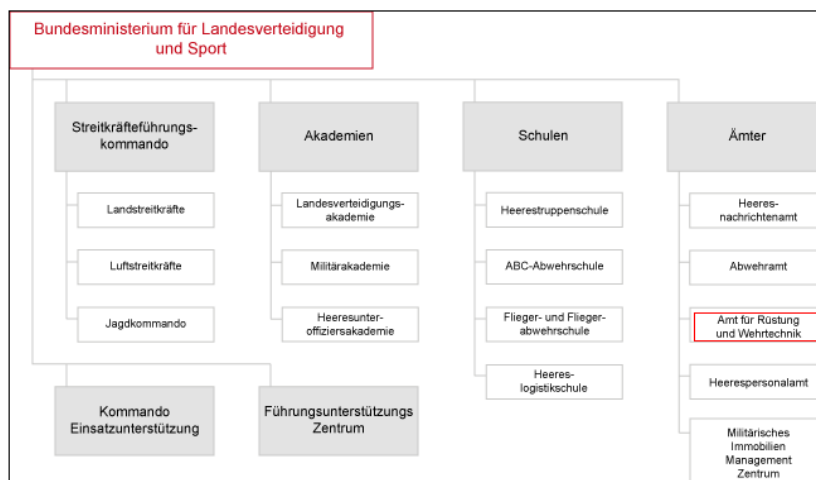 Bundesministerium für Landesverteidigung
und Sport
Streitkräfteführungs-
kommando
Akademien
Schulen
Ämter
Landstreitkräfte
Landesverteidigungs-
akademie
Heerestruppenschule
Heeres-
nachrichtenamt
Luftstreitkräfte
Militärakademie
ABC-Abwehrschule
Abwehramt
Jagdkommando
Heeresunter-
offiziersakademie
Flieger- und Flieger-
abwehrschule
Amt für Rüstung
und Wehrtechnik
Heeres-
logistikschule
Heerespersonalamt
Kommando
Einsatzunterstützung
Führungsunterstützungs
Zentrum
Militärisches
Immobilien
Management
Zentrum